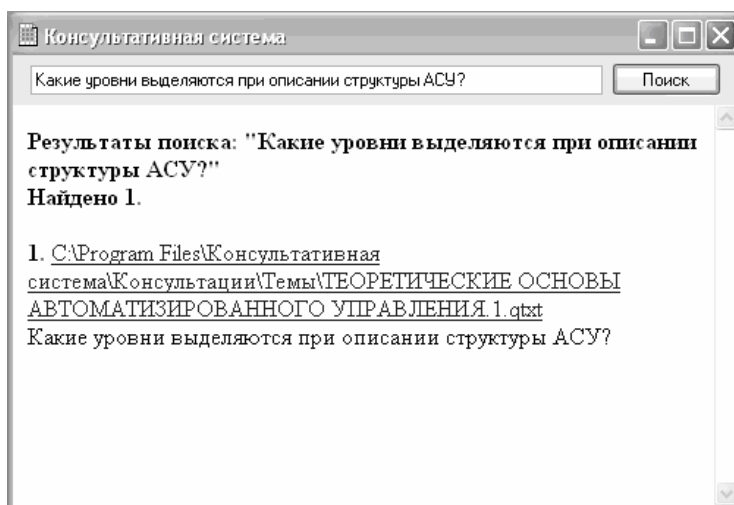 Консультативная система
Какие уровни выделяются при описании структуры АСУ? Поиск
Результаты поиска: "Какие уровни выделяются при описании
структуры АСУ?"
Найдено 1.
1. C:\Program Files\Консультативная
система\Консультации\Темы\ТЕОРЕТИЧЕСКИЕ ОСНОВЫ
АВТОМАТИЗИРОВАННОГО УПРАВЛЕНИЯ.1.qtxt
Какие уровни выделяются при описании структуры АСУ?